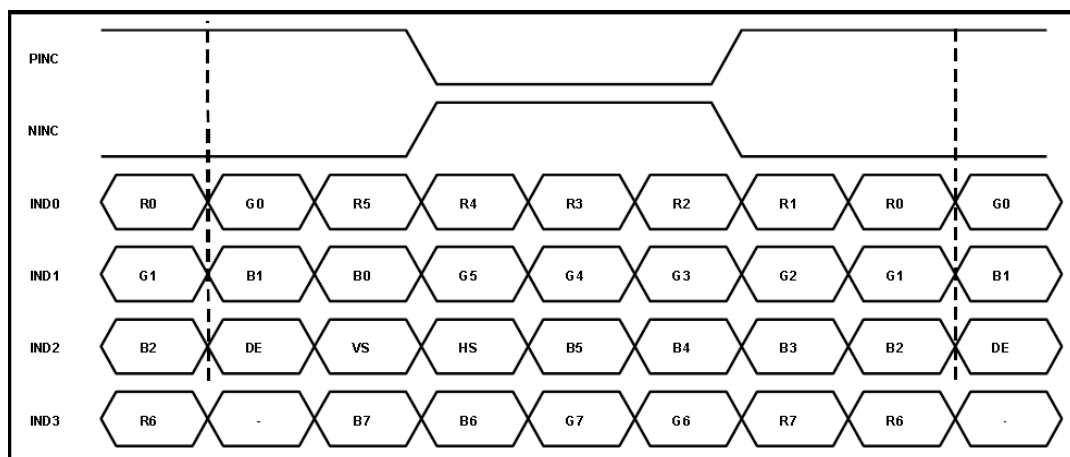 PINC
NINC
IND0 R0 G0 R5 R4 R3 R2 R1 R0 G0
IND1 G1 B1 B0 G5 G4 G3 G2 G1 B1
IND2 B2 DE VS HS B5 B4 B3 B2 DE
IND3 R6 - B7 B6 G7 G6 R7 R6 -